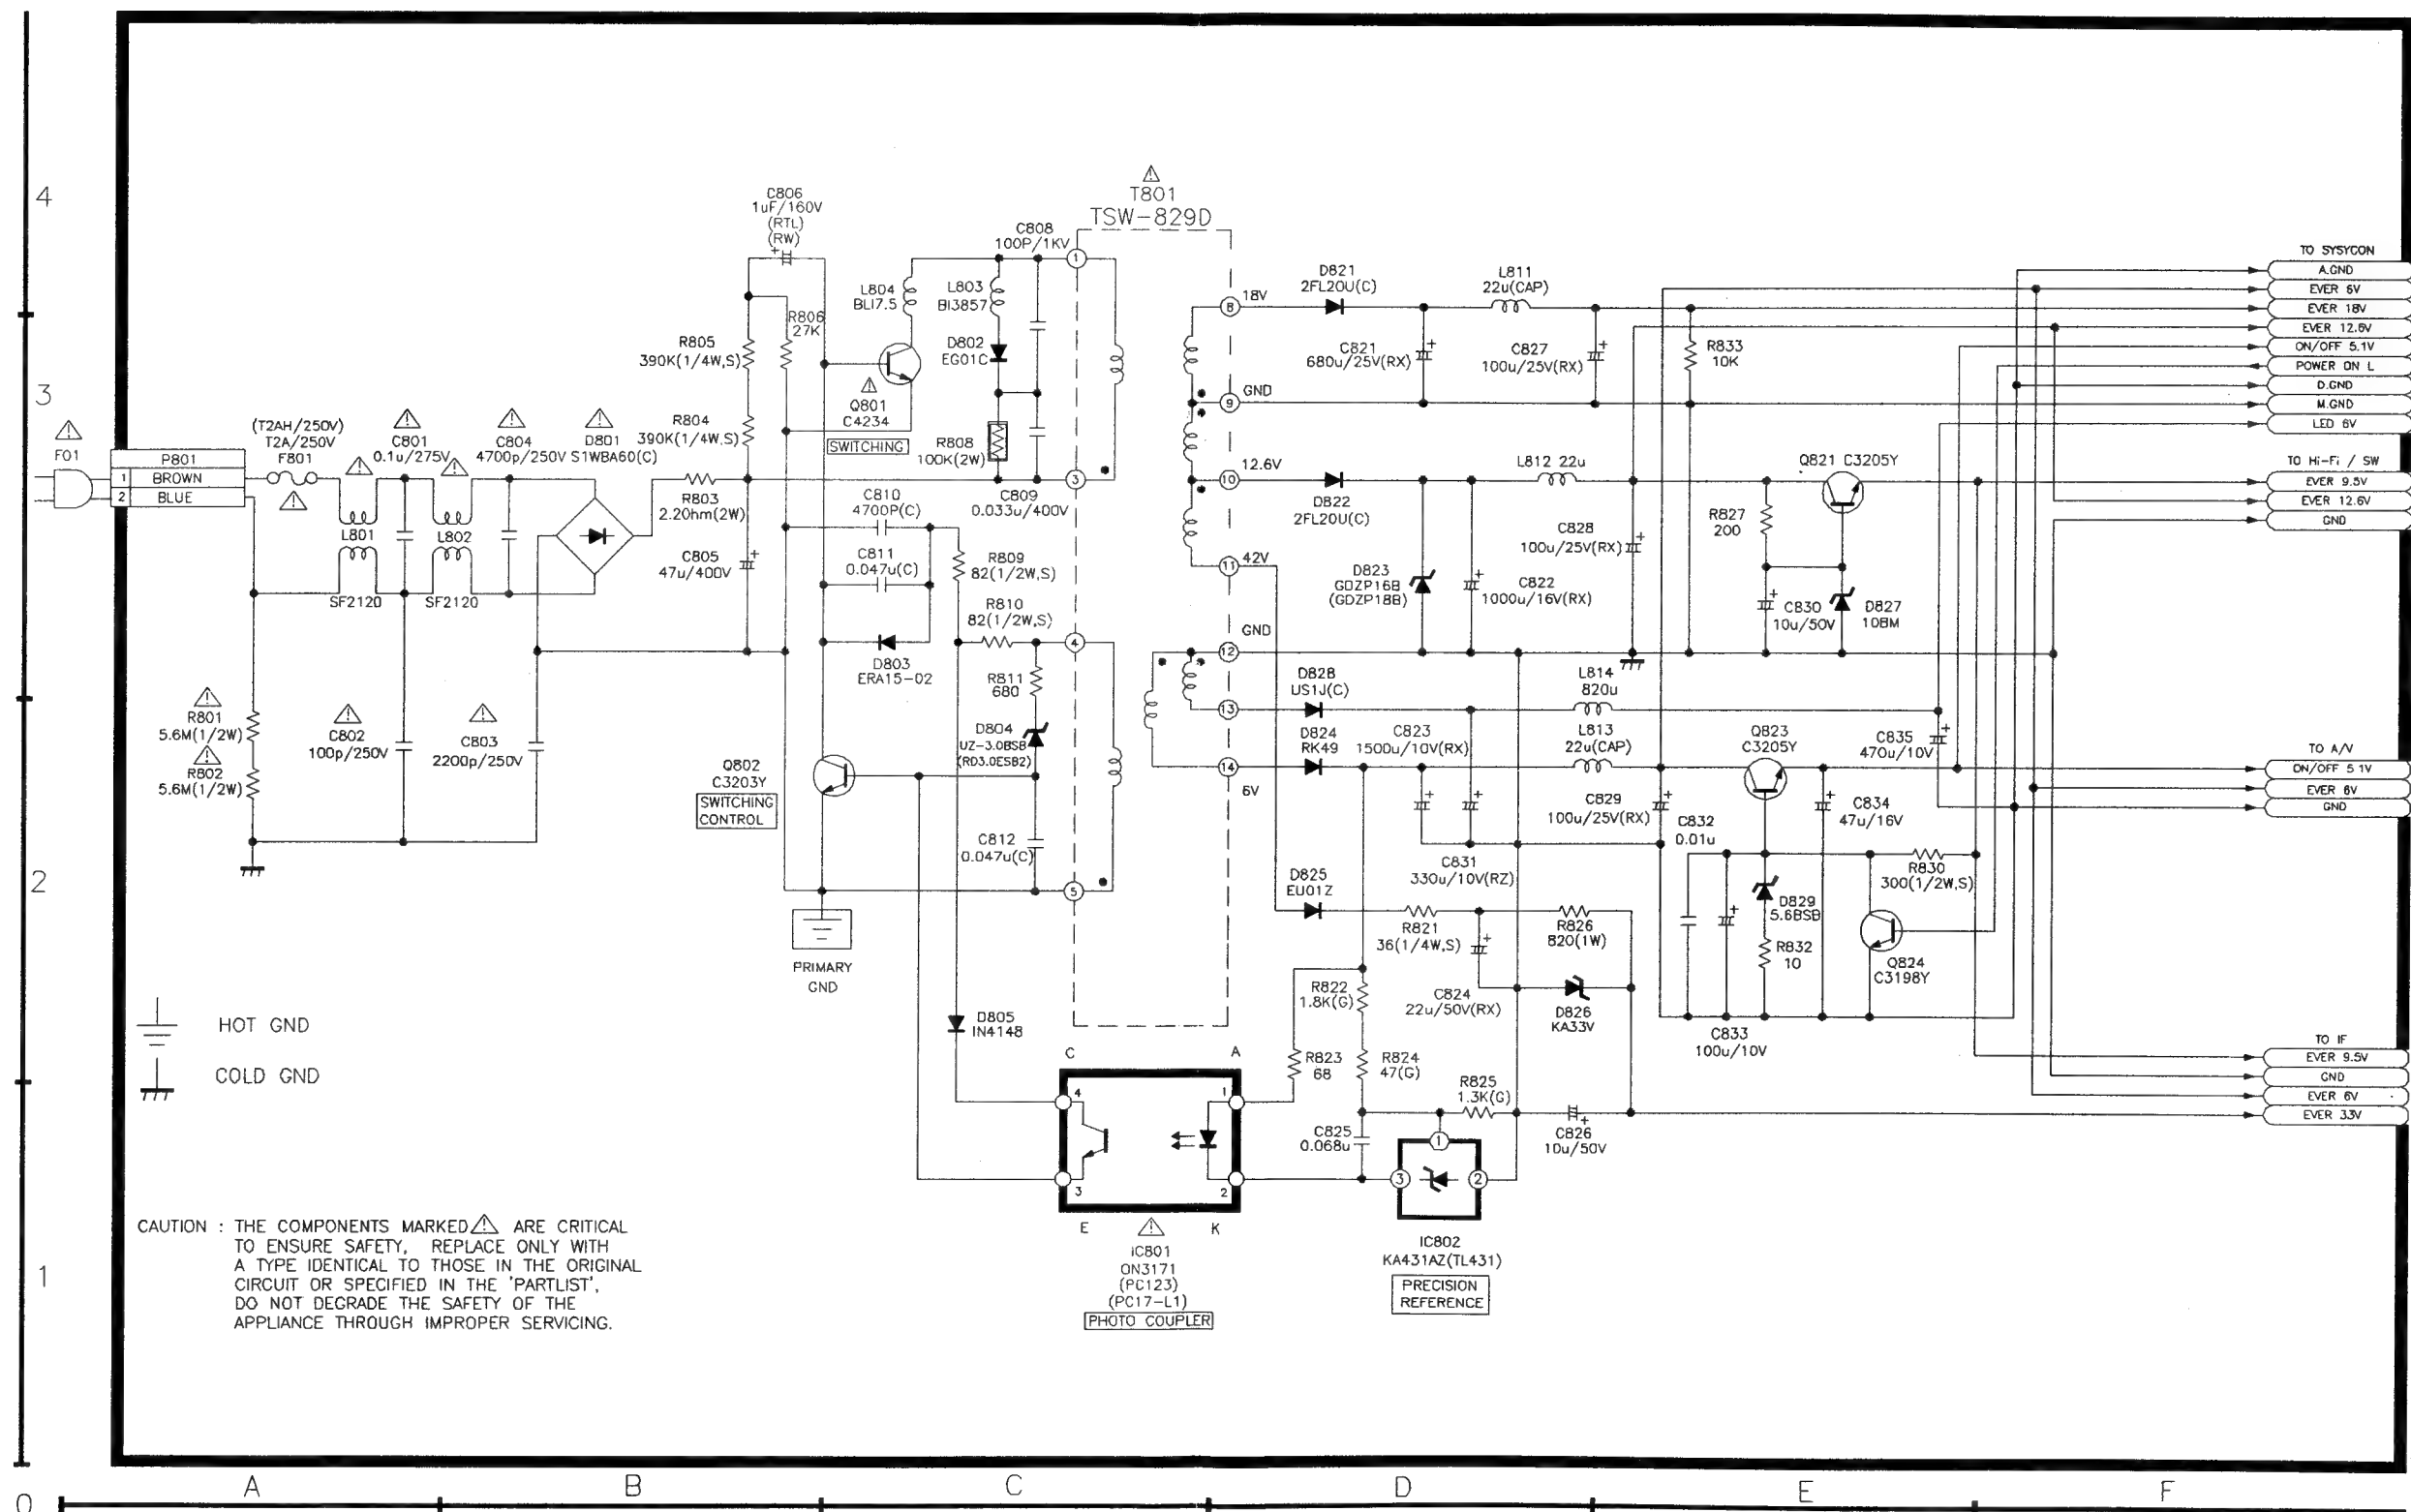 4
3
2
1
0
A
B
C
D
E
F
F01
P801
1 BROWN
2 BLUE
(T2AH/250V)
T2A/250V
F801
C801
0.1u/275V
C804
4700p/250V
D801
S1WBA60(C)
L801
SF2120
L802
SF2120
R801
5.6M(1/2W)
R802
5.6M(1/2W)
C802
100p/250V
C803
2200p/250V
HOT GND
COLD GND
C806
1uF/160V
(RTL)
(RW)
R805
390K(1/4W,S)
R804
390K(1/4W,S)
R806
27K
R803
2.2Ohm(2W)
C805
47u/400V
L804
BLI7.5
L803
BI3857
C808
100P/1KV
D802
EG01C
Q801
C4234
SWITCHING
R808
100K(2W)
C809
0.033u/400V
C810
4700P(C)
C811
0.047u(C)
D803
ERA15-02
R809
82(1/2W,S)
R810
82(1/2W,S)
R811
680
D804
UZ-3.0BSB
(RD3.0ESB2)
Q802
C3203Y
SWITCHING
CONTROL
C812
0.047u(C)
PRIMARY
GND
D805
IN4148
T801
TSW-829D
1
3
4
5
8
18V
9
GND
10
12.6V
11
42V
12
GND
13
14
6V
D821
2FL20U(C)
L811
22u(CAP)
C821
680u/25V(RX)
C827
100u/25V(RX)
R833
10K
D822
2FL20U(C)
L812 22u
C828
100u/25V(RX)
D823
GDZP16B
(GDZP18B)
C822
1000u/16V(RX)
Q821 C3205Y
R827
200
C830
10u/50V
D827
10BM
D828
US1J(C)
L814
820u
D824
RK49
C823
1500u/10V(RX)
L813
22u(CAP)
Q823
C3205Y
C835
470u/10V
C829
100u/25V(RX)
C832
0.01u
C834
47u/16V
C831
330u/10V(RZ)
D825
EU01Z
R821
36(1/4W,S)
R826
820(1W)
R830
300(1/2W,S)
D829
5.6BSB
R832
10
Q824
C3198Y
R822
1.8K(G)
C824
22u/50V(RX)
D826
KA33V
C833
100u/10V
R823
68
R824
47(G)
R825
1.3K(G)
C825
0.068u
C826
10u/50V
C
A
4
1
3
2
E
K
IC801
ON3171
(PC123)
(PC17-L1)
PHOTO COUPLER
1
3
2
IC802
KA431AZ(TL431)
PRECISION
REFERENCE
TO SYSYCON
A.GND
EVER 6V
EVER 18V
EVER 12.6V
ON/OFF 5.1V
POWER ON L
D.GND
M.GND
LED 6V
TO Hi-Fi / SW
EVER 9.5V
EVER 12.6V
GND
TO A/V
ON/OFF 5.1V
EVER 6V
GND
TO IF
EVER 9.5V
GND
EVER 6V
EVER 33V
CAUTION : THE COMPONENTS MARKED ⚠ ARE CRITICAL
TO ENSURE SAFETY, REPLACE ONLY WITH
A TYPE IDENTICAL TO THOSE IN THE ORIGINAL
CIRCUIT OR SPECIFIED IN THE 'PARTLIST',
DO NOT DEGRADE THE SAFETY OF THE
APPLIANCE THROUGH IMPROPER SERVICING.